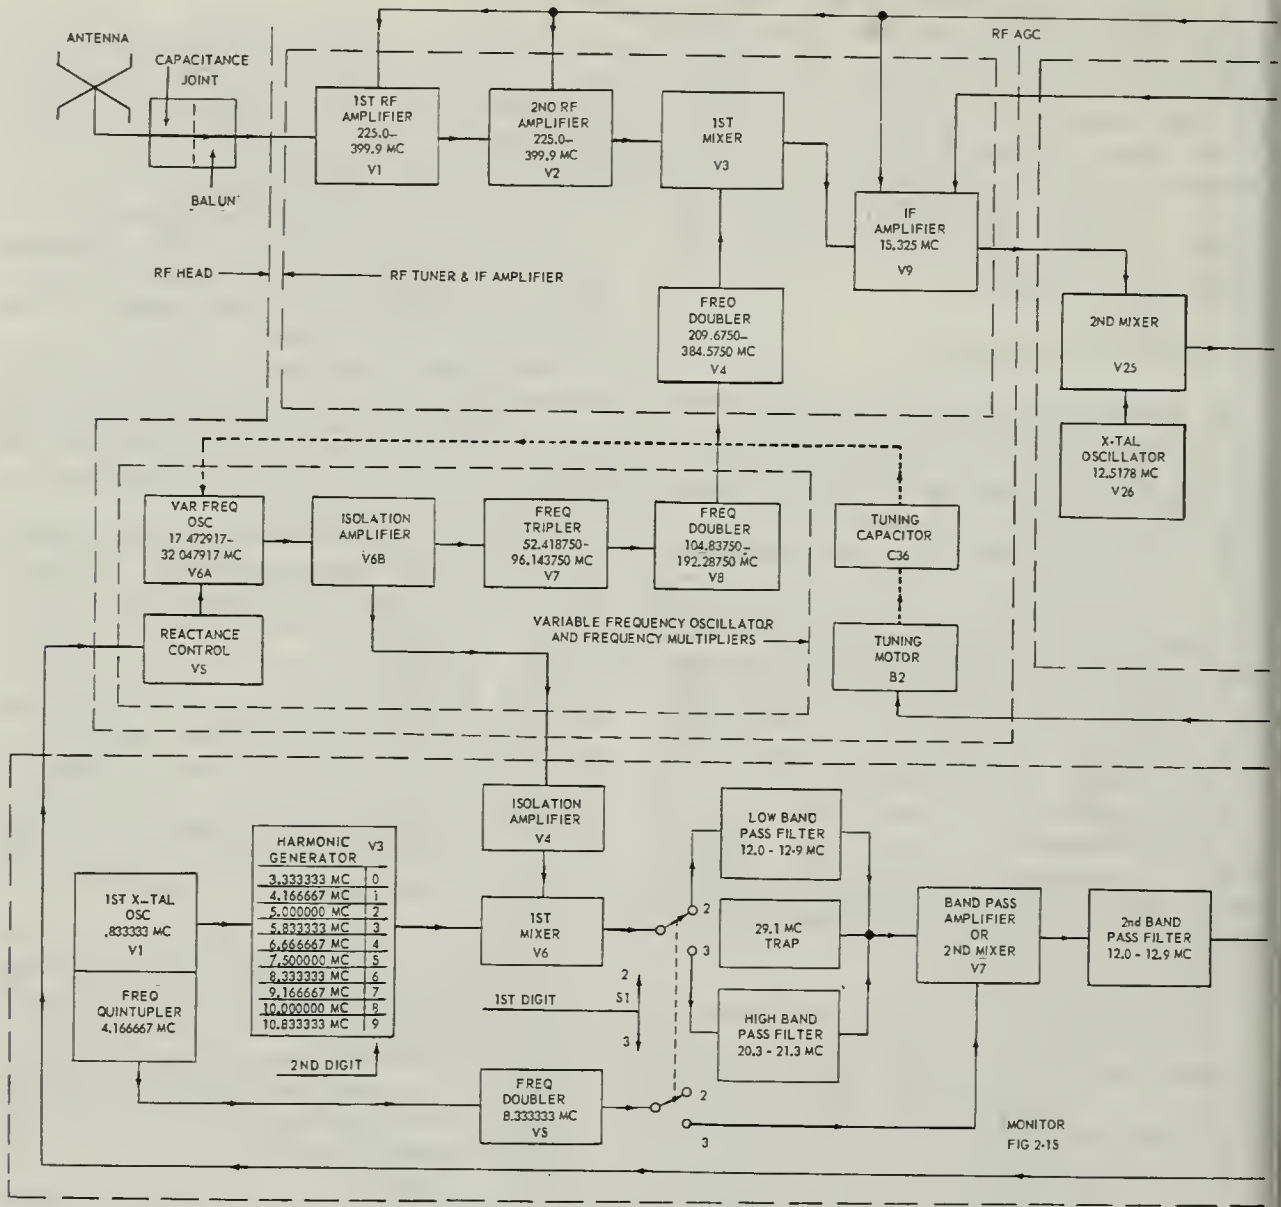 RF AGC
ANTENNA
CAPACITANCE
JOINT
BALUN
1ST RF
AMPLIFIER
225.0–
399.9 MC
V1
2ND RF
AMPLIFIER
225.0–
399.9 MC
V2
1ST
MIXER
V3
IF
AMPLIFIER
15.325 MC
V9
RF HEAD
RF TUNER & IF AMPLIFIER
FREQ
DOUBLER
209.6750–
384.5750 MC
V4
2ND MIXER
V25
X-TAL
OSCILLATOR
12.5178 MC
V26
VAR FREQ
OSC
17 472917–
32 047917 MC
V6A
ISOLATION
AMPLIFIER
V6B
FREQ
TRIPLER
52.418750-
96.143750 MC
V7
FREQ
DOUBLER
104.83750–
192.28750 MC
V8
TUNING
CAPACITOR
C36
REACTANCE
CONTROL
V5
VARIABLE FREQUENCY OSCILLATOR
AND FREQUENCY MULTIPLIERS
TUNING
MOTOR
B2
ISOLATION
AMPLIFIER
V4
LOW BAND
PASS FILTER
12.0 - 12.9 MC
HARMONIC V3
GENERATOR
3.333333 MC 0
4.166667 MC 1
5.000000 MC 2
5.833333 MC 3
6.666667 MC 4
7.500000 MC 5
8.333333 MC 6
9.166667 MC 7
10.000000 MC 8
10.833333 MC 9
1ST X-TAL
OSC
.833333 MC
V1
FREQ
QUINTUPLER
4.166667 MC
1ST
MIXER
V6
2
3
29.1 MC
TRAP
BAND PASS
AMPLIFIER
OR
2ND MIXER
V7
2nd BAND
PASS FILTER
12.0 - 12.9 MC
1ST DIGIT
2
S1
3
HIGH BAND
PASS FILTER
20.3 - 21.3 MC
2ND DIGIT
FREQ
DOUBLER
8.333333 MC
V5
2
3
MONITOR
FIG 2-15